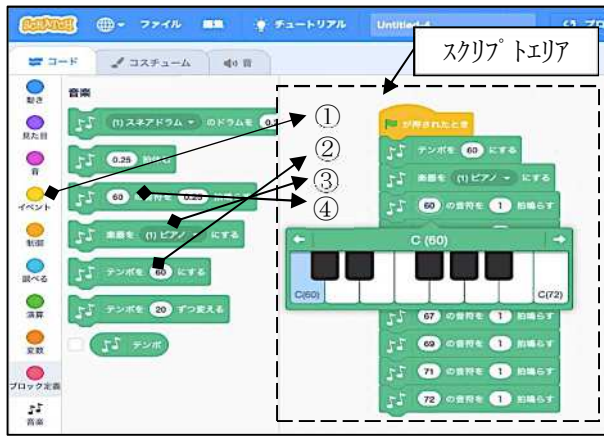 SCRATCH ファイル 編集 チュートリアル Untitled-4
コード コスチューム 音
スクリプトエリア
動き
見た目
音
イベント
制御
調べる
演算
変数
ブロック定義
音楽
音楽
(1) スネアドラム のドラムを
0.25 拍休む
60 の音符を 0.25 拍鳴らす
楽器を (1) ピアノ にする
テンポを 60 にする
テンポを 20 ずつ変える
テンポ
①
②
③
④
が押されたとき
テンポを 60 にする
楽器を (1) ピアノ にする
60 の音符を 1 拍鳴らす
C (60)
C(60) C(72)
67 の音符を 1 拍鳴らす
69 の音符を 1 拍鳴らす
71 の音符を 1 拍鳴らす
72 の音符を 1 拍鳴らす